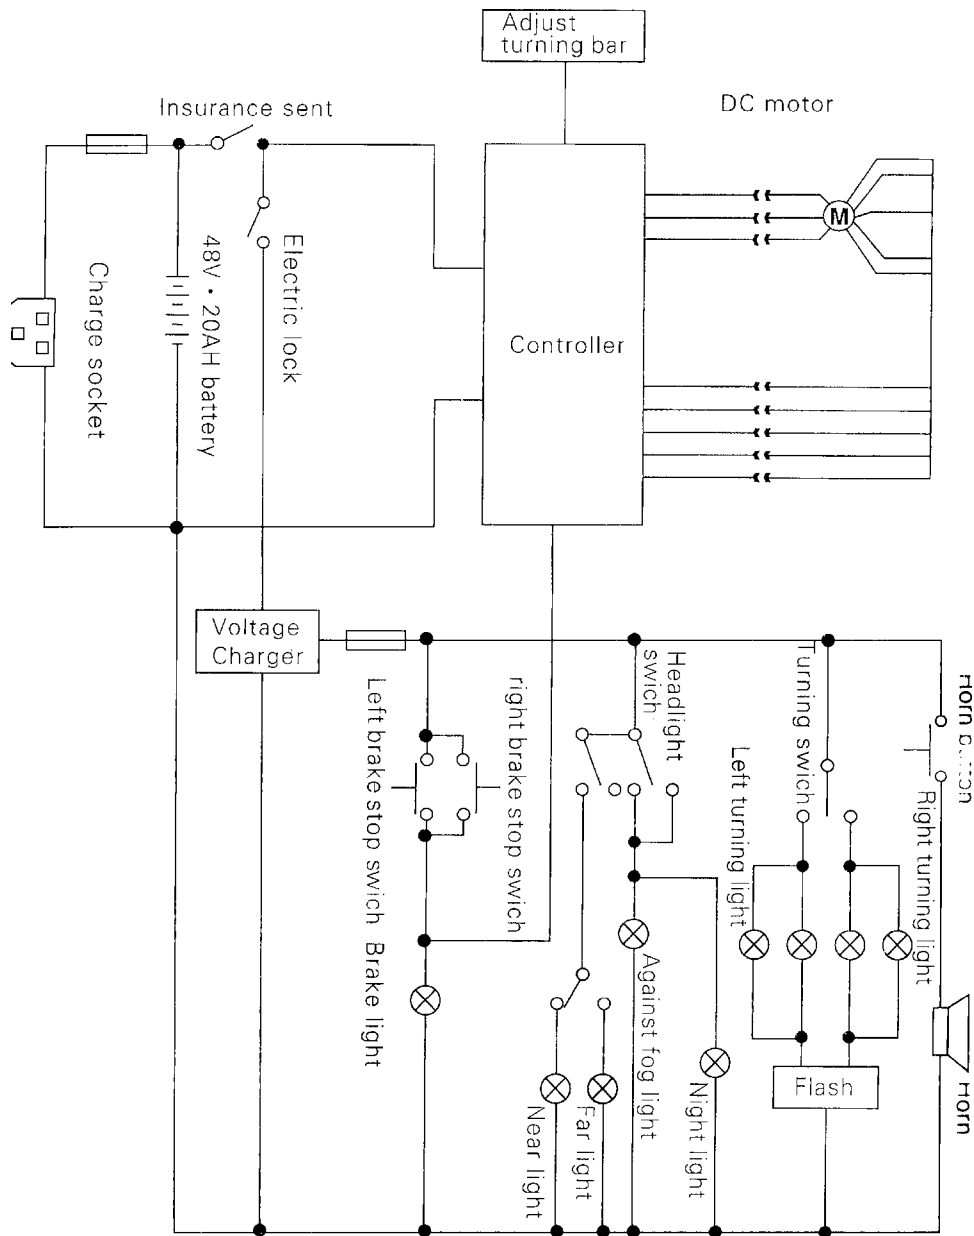 Adjust
turning bar
DC motor
Insurance sent
M
Electric lock
48V · 20AH battery
Charge socket
Controller
Voltage
Charger
Headlight
swich
Turning swich
Horn
right brake stop swich
Left brake stop swich
Brake light
Left turning light
Right turning light
Against fog light
Night light
Far light
Near light
Flash
Horn